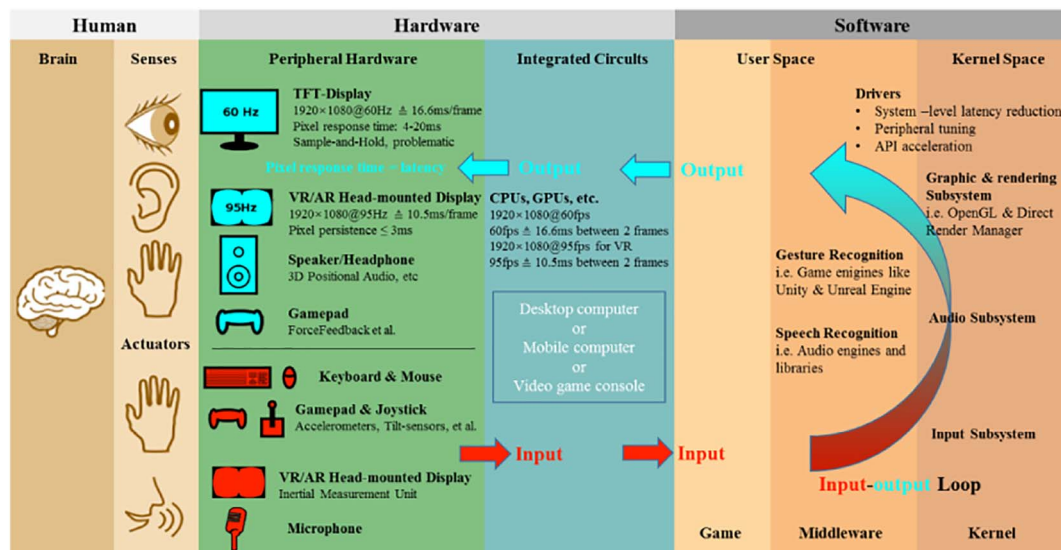 Human
Hardware
Software
Brain
Senses
Peripheral Hardware
Integrated Circults
User Space
Kernel Space
60 Hz
TFT-Display
1920×1080@60Hz ≙ 16.6ms/frame
Pixel response time: 4-20ms
Sample-and-Hold, problematic
Pixel response time = latency
Output
Output
95Hz
VR/AR Head-mounted Display
1920×1080@95Hz ≙ 10.5ms/frame
Pixel persistence ≤ 3ms
Speaker/Headphone
3D Positional Audio, etc
Gamepad
ForceFeedback et al.
CPUs, GPUs, etc.
1920×1080@60fps
60fps ≙ 16.6ms between 2 frames
1920×1080@95fps for VR
95fps ≙ 10.5ms between 2 frames
Desktop computer
or
Mobile computer
or
Video game console
Drivers
• System –level latency reduction
• Peripheral tuning
• API acceleration
Graphic & rendering
Subsystem
i.e. OpenGL & Direct
Render Manager
Gesture Recognition
i.e. Game enigines like
Unity & Unreal Engine
Audio Subsystem
Speech Recognition
i.e. Audio engines and
libraries
Actuators
Keyboard & Mouse
Gamepad & Joystick
Accelerometers, Tilt-sensors, et al.
Input
Input
Input Subsystem
VR/AR Head-mounted Display
Inertial Measurement Unit
Input-output Loop
Microphone
Game
Middleware
Kernel